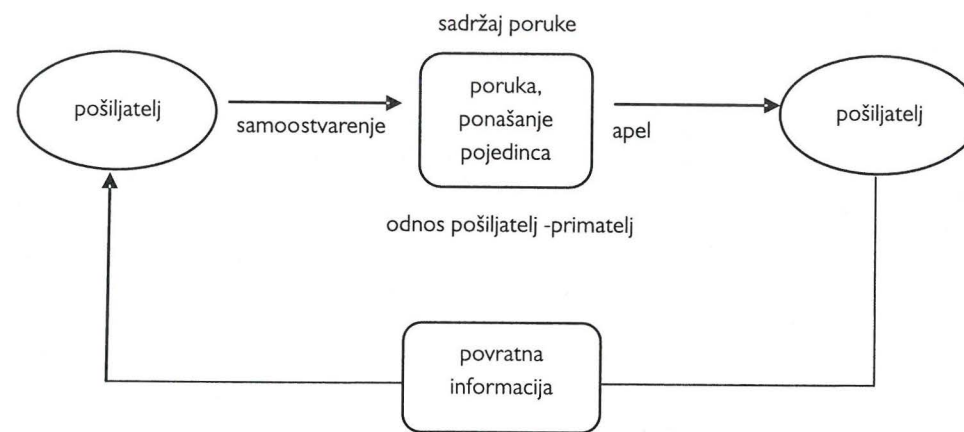 sadržaj poruke
pošiljatelj
samoostvarenje
poruka,
ponašanje
pojedinca
apel
pošiljatelj
odnos pošiljatelj -primatelj
povratna
informacija